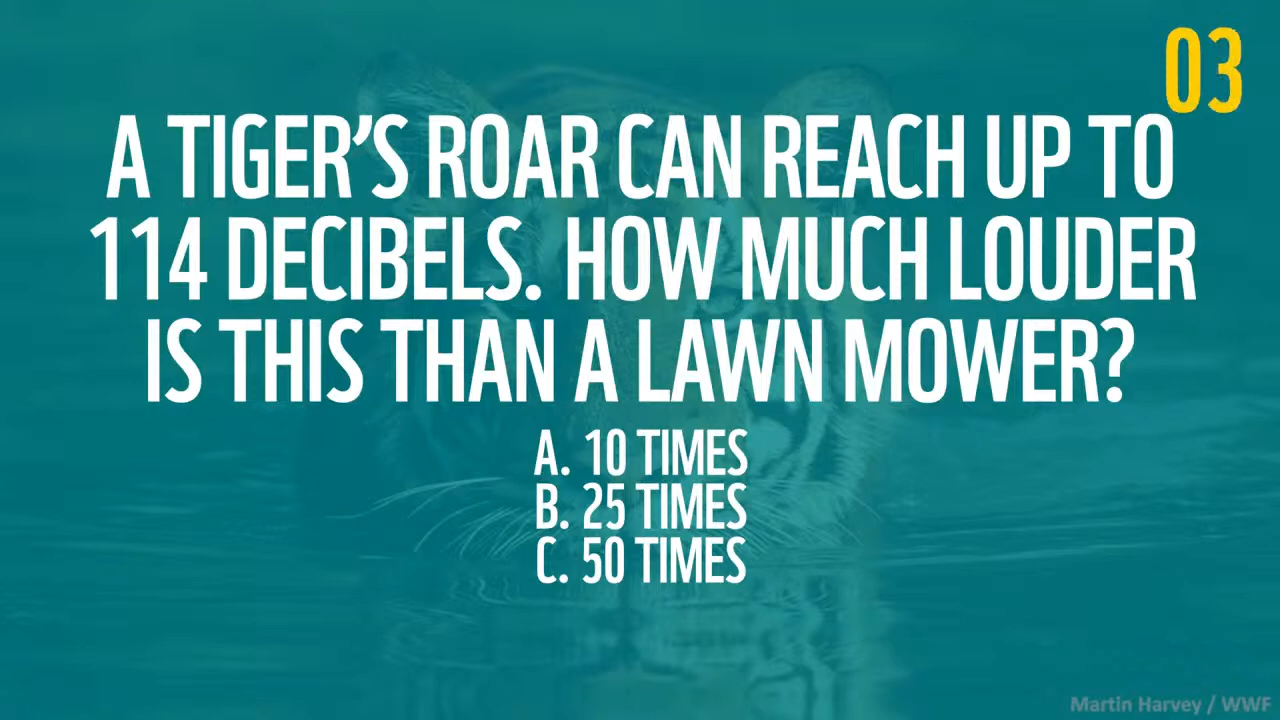 03
A TIGER’S ROAR CAN REACH UP TO
114 DECIBELS. HOW MUCH LOUDER
IS THIS THAN A LAWN MOWER?
A. 10 TIMES
B. 25 TIMES
C. 50 TIMES
Martin Harvey / WWF